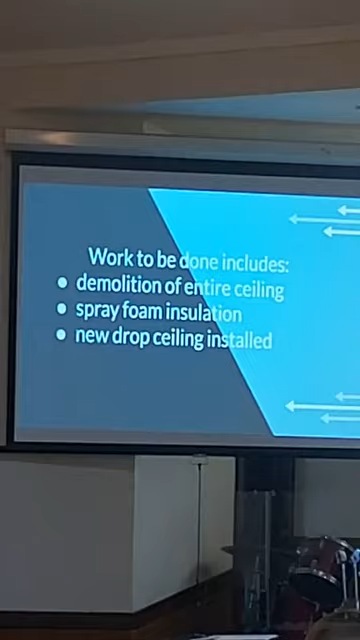 Work to be done includes:
• demolition of entire ceiling
• spray foam insulation
• new drop ceiling installed